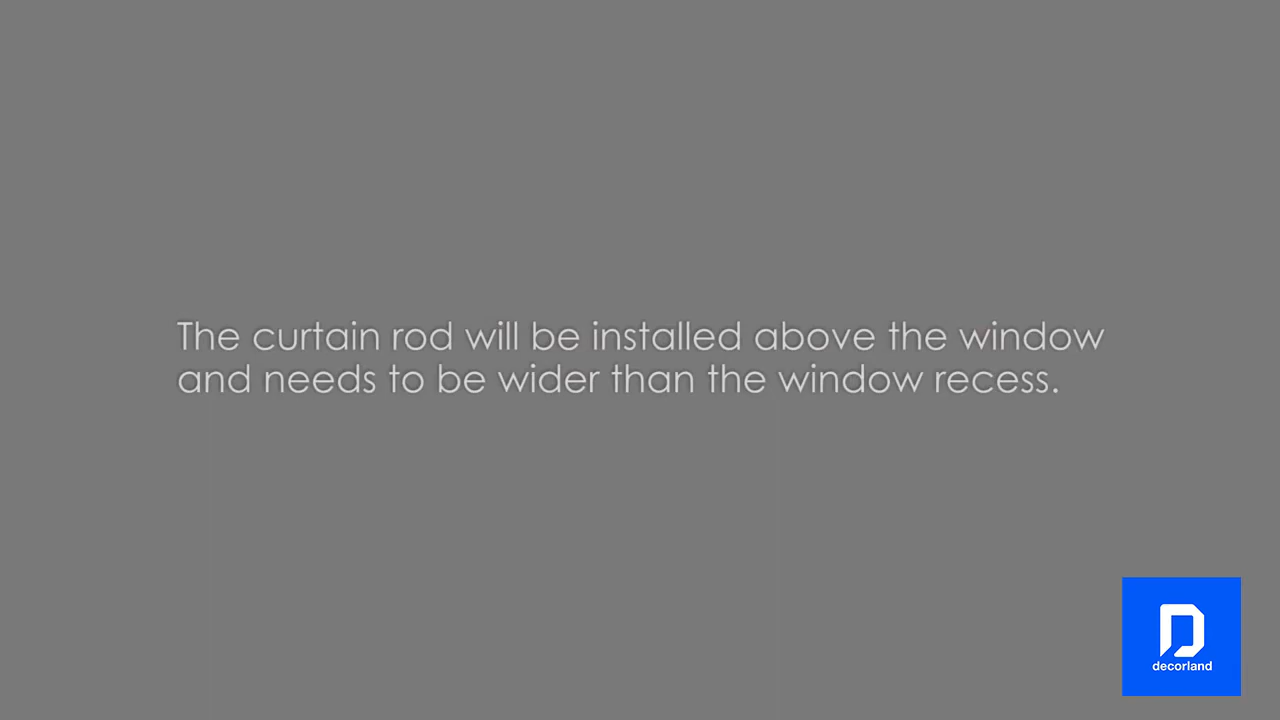 The curtain rod will be installed above the window
and needs to be wider than the window recess.
decorland